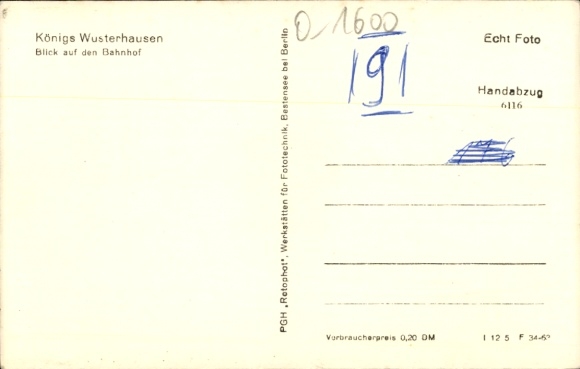 Königs Wusterhausen
Blick auf den Bahnhof
PGH „Retophot", Werkstätten für Fototechnik, Bestensee bei Berlin
O-1600
191
Echt Foto
Handabzug
6116
Verbraucherpreis 0,20 DM
I 12 5 F 34-62